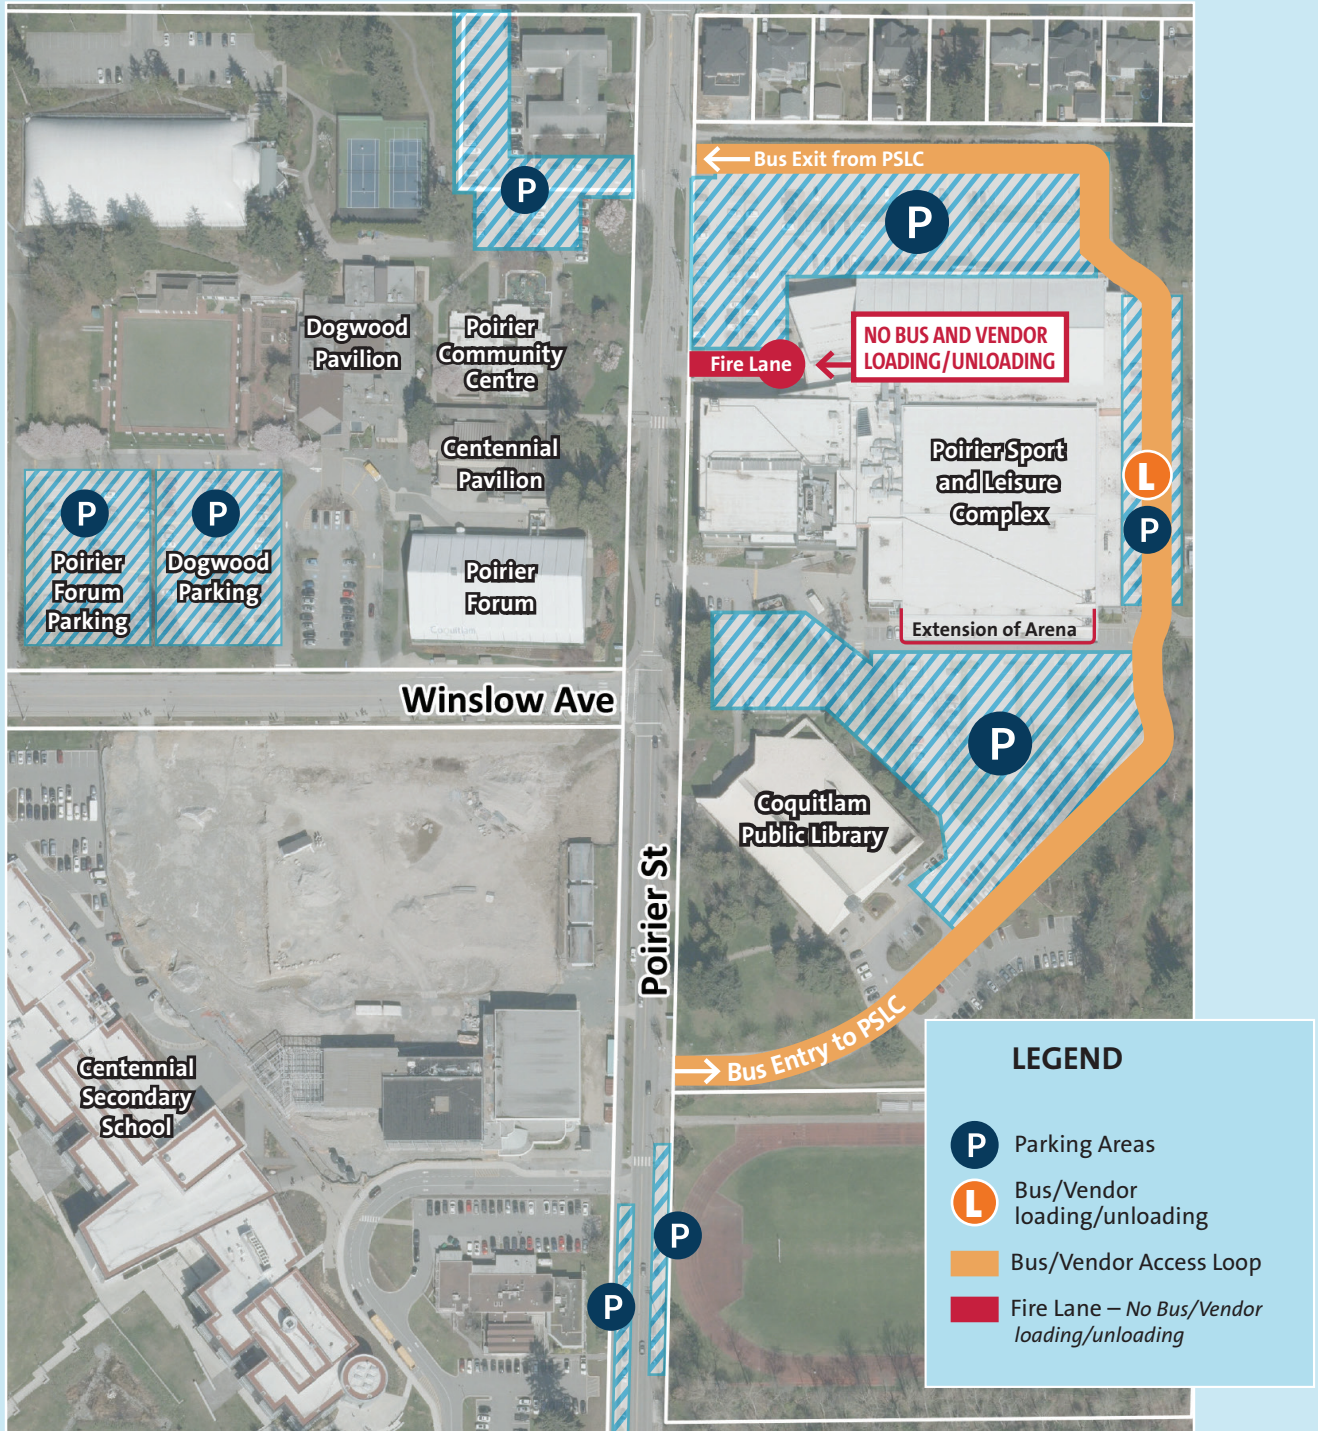 Bus Exit from PSLC
P
P
Dogwood
Pavilion
Poirier
Community
Centre
Fire Lane
NO BUS AND VENDOR
LOADING/UNLOADING
Centennial
Pavilion
Poirier Sport
and Leisure
Complex
L
P
P
Poirier
Forum
Parking
P
Dogwood
Parking
Poirier
Forum
Coquitlam
Extension of Arena
Winslow Ave
P
Coquitlam
Public Library
Poirier St
Bus Entry to PSLC
Centennial
Secondary
School
P
P
LEGEND
P Parking Areas
L Bus/Vendor
loading/unloading
Bus/Vendor Access Loop
Fire Lane – No Bus/Vendor
loading/unloading